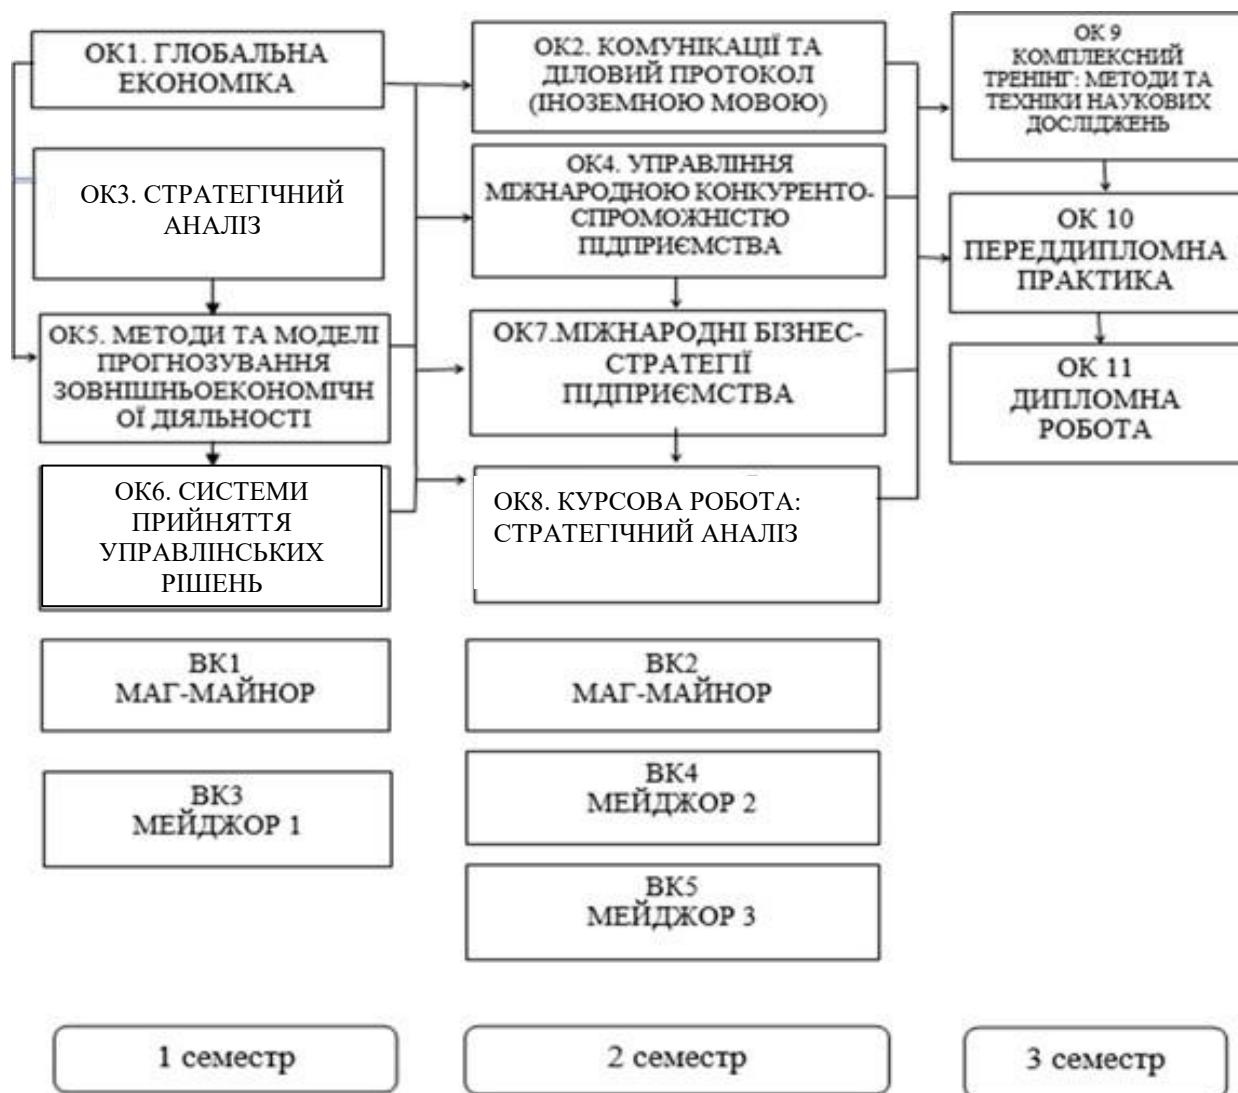 ОК1. ГЛОБАЛЬНА
ЕКОНОМІКА
ОК3. СТРАТЕГІЧНИЙ
АНАЛІЗ
ОК5. МЕТОДИ ТА МОДЕЛІ
ПРОГНОЗУВАННЯ
ЗОВНІШНЬОЕКОНОМІЧН
ОЇ ДІЯЛЬНОСТІ
ОК6. СИСТЕМИ
ПРИЙНЯТТЯ
УПРАВЛІНСЬКИХ
РІШЕНЬ
ВК1
МАГ-МАЙНОР
ВК3
МЕЙДЖОР 1
1 семестр
ОК2. КОМУНІКАЦІЇ ТА
ДІЛОВИЙ ПРОТОКОЛ
(ІНОЗЕМНОЮ МОВОЮ)
ОК4. УПРАВЛІННЯ
МІЖНАРОДНОЮ КОНКУРЕНТО-
СПРОМОЖНІСТЮ
ПІДПРИЄМСТВА
ОК7.МІЖНАРОДНІ БІЗНЕС-
СТРАТЕГІЇ
ПІДПРИЄМСТВА
ОК8. КУРСОВА РОБОТА:
СТРАТЕГІЧНИЙ АНАЛІЗ
ВК2
МАГ-МАЙНОР
ВК4
МЕЙДЖОР 2
ВК5
МЕЙДЖОР 3
2 семестр
ОК 9
КОМПЛЕКСНИЙ
ТРЕНІНГ: МЕТОДИ ТА
ТЕХНІКИ НАУКОВИХ
ДОСЛІДЖЕНЬ
ОК 10
ПЕРЕДДИПЛОМНА
ПРАКТИКА
ОК 11
ДИПЛОМНА
РОБОТА
3 семестр